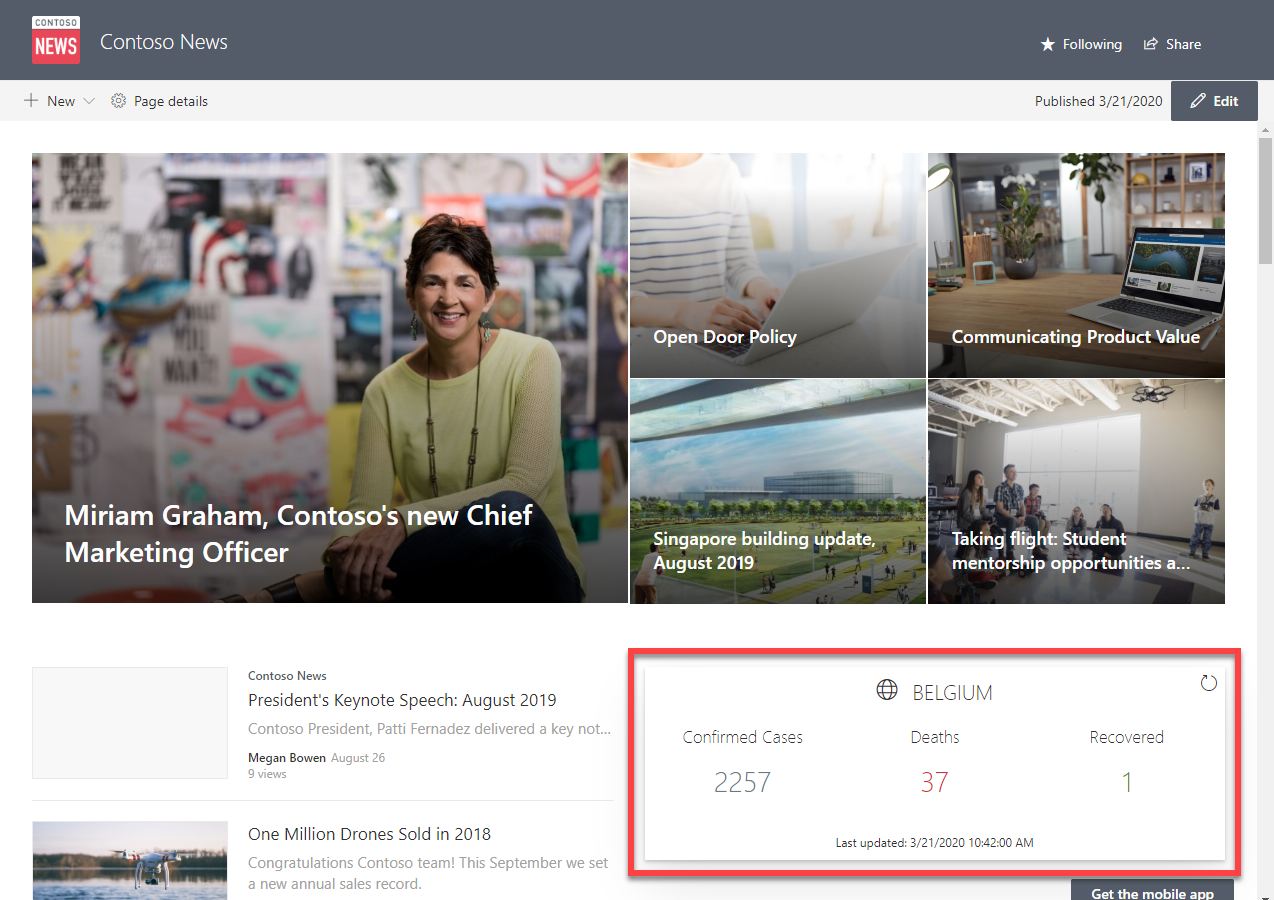 CONTOSO
NEWS
Contoso News
Following
Share
New
Page details
Published 3/21/2020
Edit
WHAT
YOU
WANT?
Miriam Graham, Contoso's new Chief
Marketing Officer
Open Door Policy
Communicating Product Value
Singapore building update,
August 2019
Taking flight: Student
mentorship opportunities a...
Contoso News
President's Keynote Speech: August 2019
Contoso President, Patti Fernadez delivered a key not...
Megan Bowen August 26
9 views
One Million Drones Sold in 2018
Congratulations Contoso team! This September we set
a new annual sales record.
BELGIUM
Confirmed Cases
Deaths
Recovered
2257
37
1
Last updated: 3/21/2020 10:42:00 AM
Get the mobile app